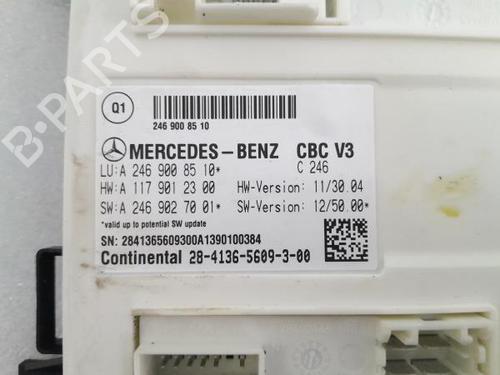 Q1
246 900 85 10
MERCEDES-BENZ CBC V3
LU:A 246 900 85 10* C 246
HW:A 117 901 23 00 HW-Version: 11/30.04
SW:A 246 902 70 01* SW-Version: 12/50.00*
*valid up to potential SW update
SN: 2841365609300A1390100384
Continental 28-4136-5609-3-00
B-PARTS